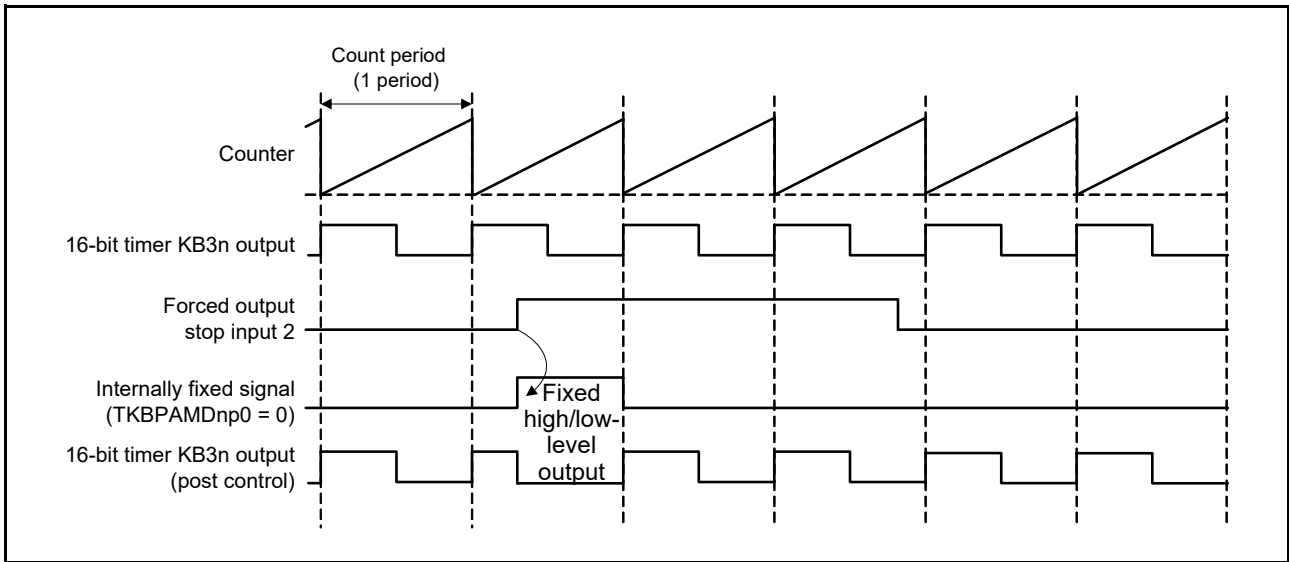 Count period
(1 period)
Counter
16-bit timer KB3n output
Forced output
stop input 2
Internally fixed signal
(TKBPAMDnp0 = 0)
Fixed
high/low-
level
output
16-bit timer KB3n output
(post control)